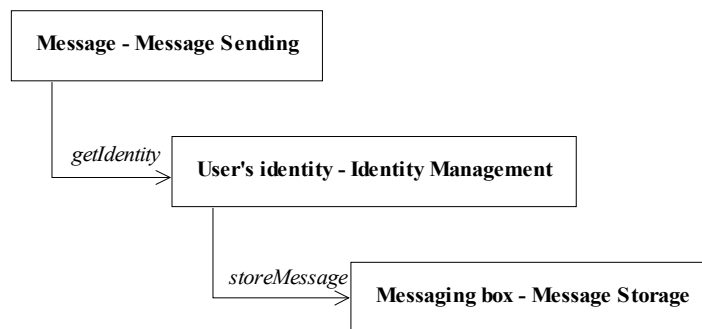 Message - Message Sending
getIdentity
User's identity - Identity Management
storeMessage
Messaging box - Message Storage